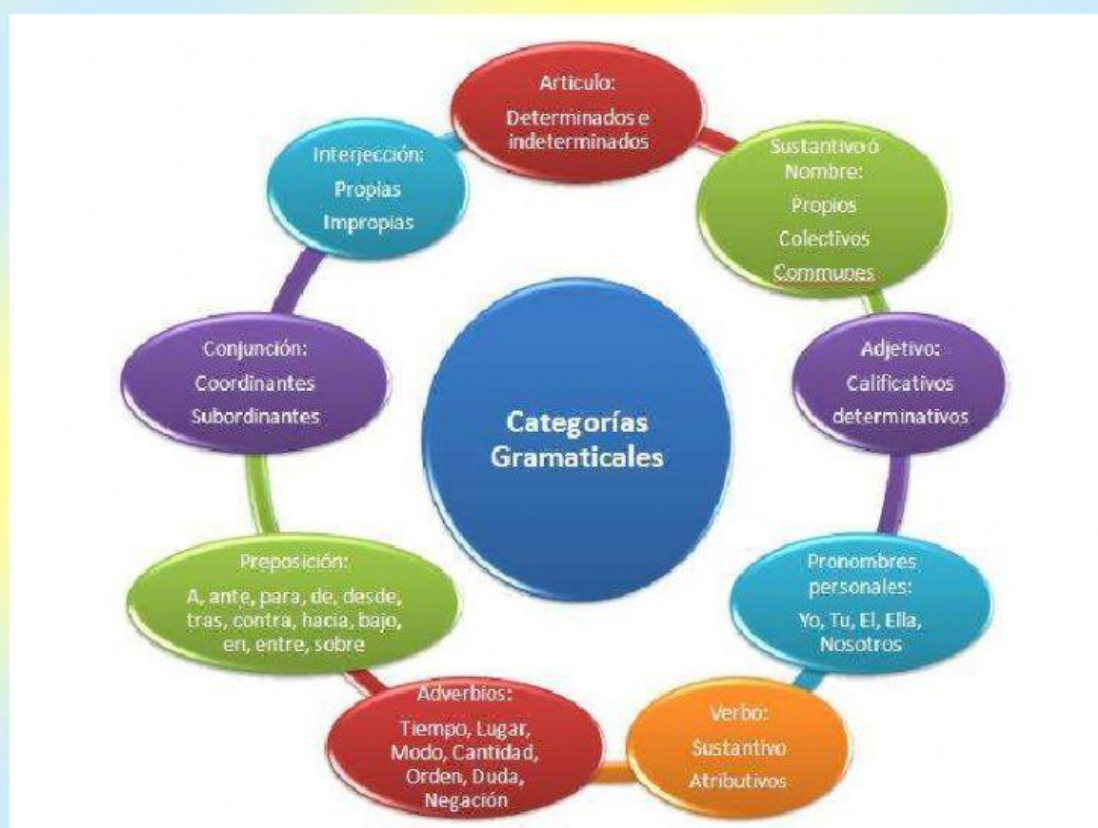 Articulo:
Determinados e
indeterminados
Sustantivo ó
Nombre:
Propios
Colectivos
Communes
Adjetivo:
Calificativos
determinativos
Pronombres
personales:
Yo, Tu, El, Ella,
Nosotros
Verbo:
Sustantivo
Atributivos
Adverbios:
Tiempo, Lugar,
Modo, Cantidad,
Orden, Duda,
Negación
Preposición:
A, ante, para, de, desde,
tras, contra, hacia, bajo,
en, entre, sobre
Conjunción:
Coordinantes
Subordinantes
Interjección:
Propias
Impropias
Categorías
Gramaticales